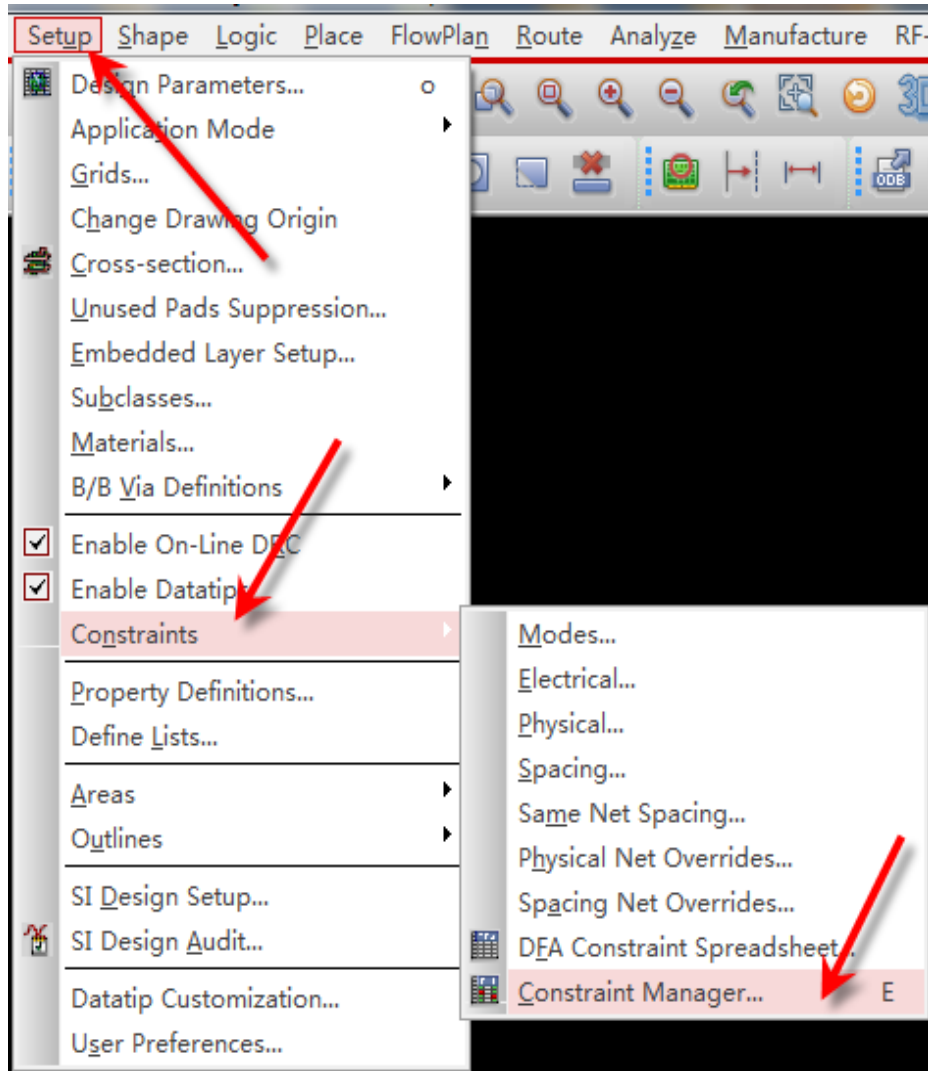 Setup Shape Logic Place FlowPlan Route Analyze Manufacture RF-
Design Parameters... o
Application Mode
Grids...
Change Drawing Origin
Cross-section...
Unused Pads Suppression...
Embedded Layer Setup...
Subclasses...
Materials...
B/B Via Definitions
Enable On-Line DRC
Enable Datatips
Constraints
Property Definitions...
Define Lists...
Areas
Outlines
SI Design Setup...
SI Design Audit...
Datatip Customization...
User Preferences...
Modes...
Electrical...
Physical...
Spacing...
Same Net Spacing...
Physical Net Overrides...
Spacing Net Overrides...
DFA Constraint Spreadsheet...
Constraint Manager... E
3D
ODB